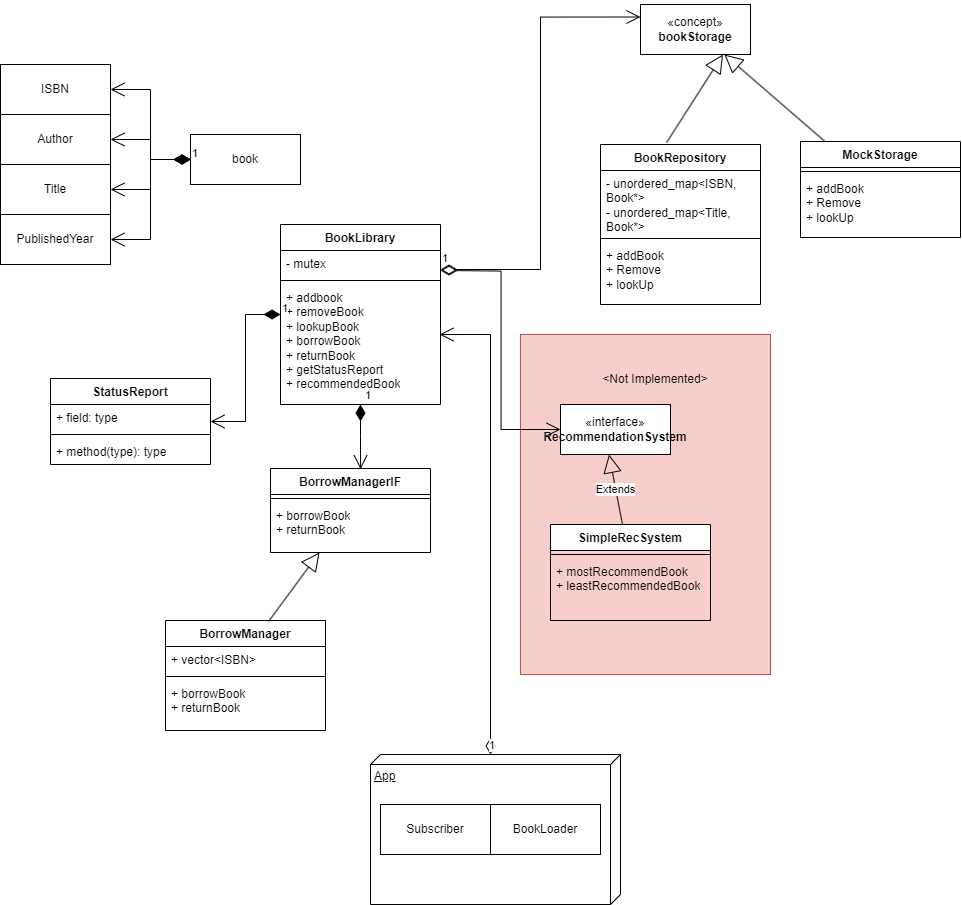 «concept»
bookStorage
ISBN
Author
Title
PublishedYear
1
book
BookRepository
- unordered_map<ISBN,
Book*>
- unordered_map<Title,
Book*>
+ addBook
+ Remove
+ lookUp
MockStorage
+ addBook
+ Remove
+ lookUp
BookLibrary
- mutex
+ addbook
+ removeBook
+ lookupBook
+ borrowBook
+ returnBook
+ getStatusReport
+ recommendedBook
1
1
1
StatusReport
+ field: type
+ method(type): type
<Not Implemented>
«interface»
RecommendationSystem
Extends
SimpleRecSystem
+ mostRecommendBook
+ leastRecommendedBook
BorrowManagerIF
+ borrowBook
+ returnBook
BorrowManager
+ vector<ISBN>
+ borrowBook
+ returnBook
1
App
Subscriber
BookLoader